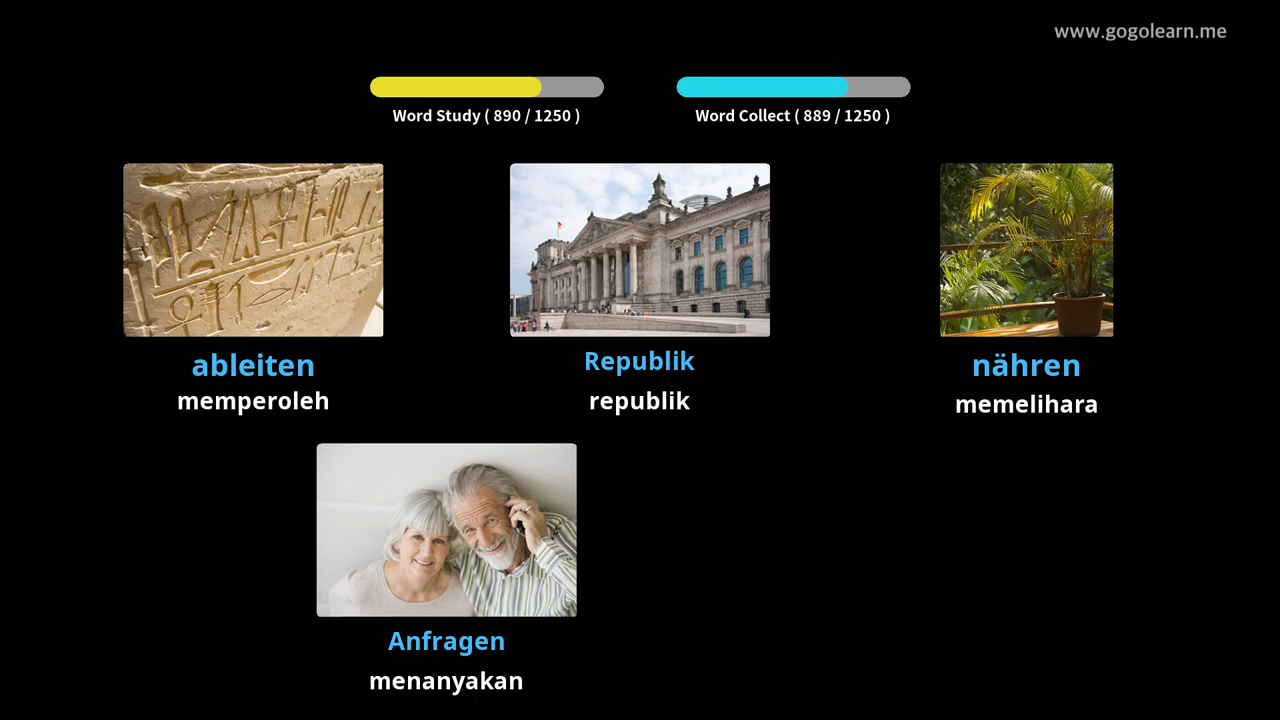 www.gogolearn.me
Word Study ( 890 / 1250 )
Word Collect ( 889 / 1250 )
ableiten
memperoleh
Republik
republik
nähren
memelihara
Anfragen
menanyakan